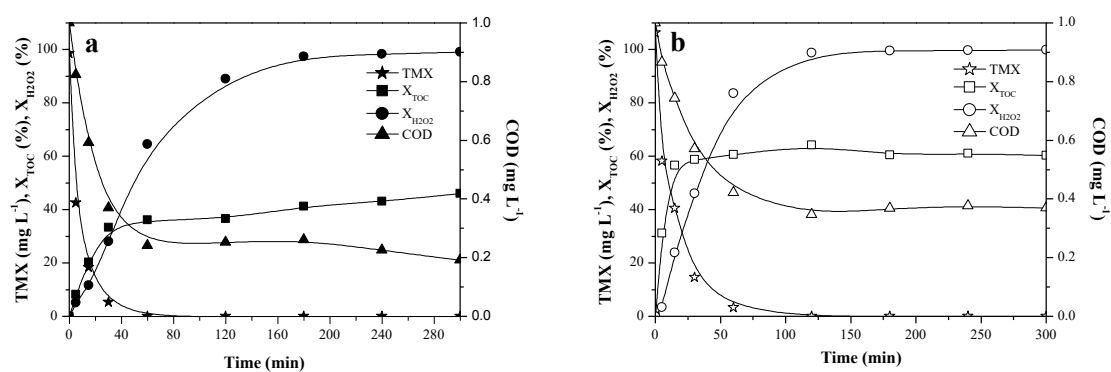 a
TMX
X_TOC
X_H2O2
COD
TMX (mg L⁻¹), X_TOC (%), X_H2O2 (%)
0
20
40
60
80
100
COD (mg L⁻¹)
0.0
0.2
0.4
0.6
0.8
1.0
0 40 80 120 160 200 240 280
Time (min)
b
TMX
X_TOC
X_H2O2
COD
TMX (mg L⁻¹), X_TOC (%), X_H2O2 (%)
0
20
40
60
80
100
COD (mg L⁻¹)
0.0
0.2
0.4
0.6
0.8
1.0
0 50 100 150 200 250 300
Time (min)